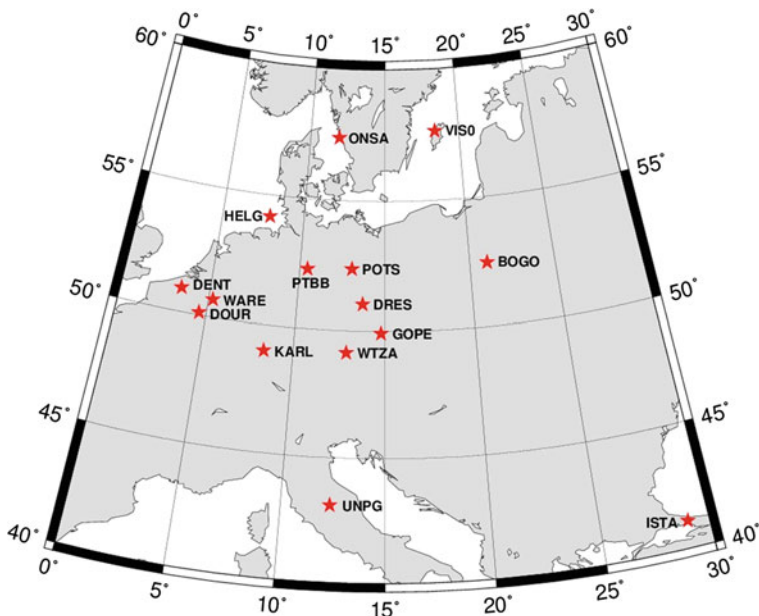 0° 5° 10° 15° 20° 25° 30°
60° 60°
ONSA VIS0
55° 55°
HELG
BOGO
PTBB POTS
50° DENT 50°
WARE DRES
DOUR
GOPE
KARL WTZA
45° 45°
UNPG
ISTA
40° 40°
0° 5° 10° 15° 20° 25° 30°